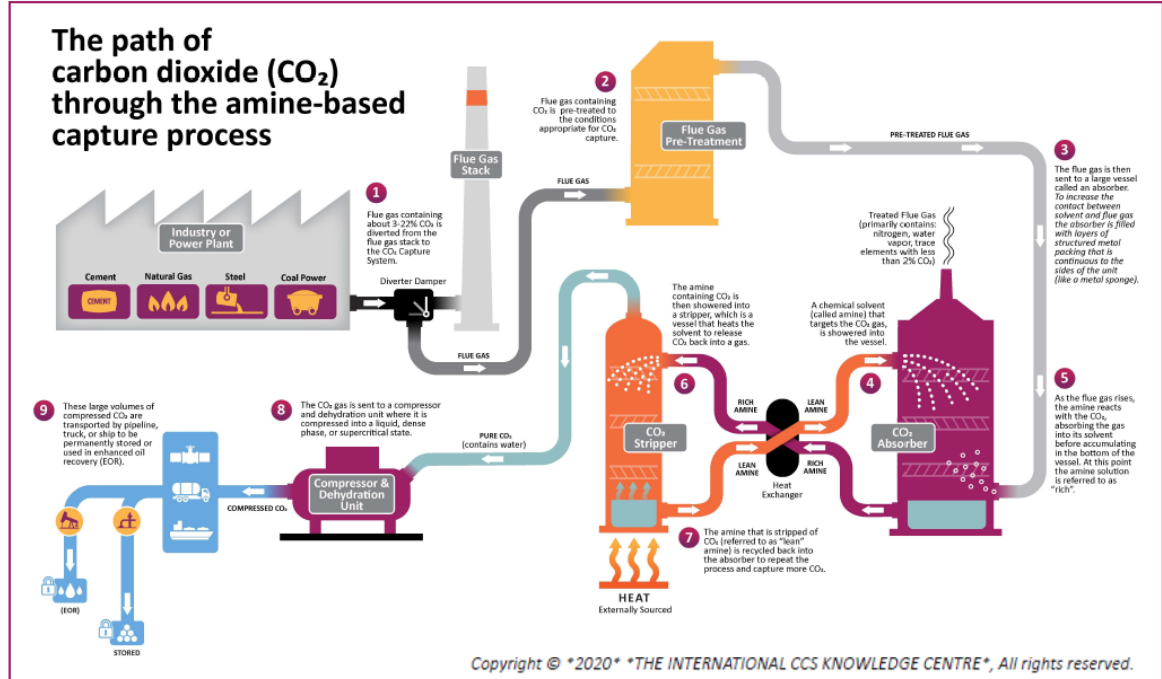 The path of
carbon dioxide (CO₂)
through the amine-based
capture process
Industry or
Power Plant
Cement
Natural Gas
Steel
Coal Power
CEMENT
1
Flue gas containing
about 3-22% CO₂ is
diverted from the
flue gas stack to
the CO₂ Capture
System.
Diverter Damper
Flue Gas
Stack
FLUE GAS
FLUE GAS
2
Flue gas containing
CO₂ is pre-treated to
the conditions
appropriate for CO₂
capture.
Flue Gas
Pre-Treatment
PRE-TREATED FLUE GAS
3
The flue gas is then
sent to a large vessel
called an absorber.
To increase the
contact between
solvent and flue gas
the absorber is filled
with layers of
structured metal
packing that is
continuous to the
sides of the unit
(like a metal sponge).
Treated Flue Gas
(primarily contains:
nitrogen, water
vapor, trace
elements with less
than 2% CO₂)
A chemical solvent
(called amine) that
targets the CO₂ gas,
is showered into
the vessel.
4
5
As the flue gas rises,
the amine reacts
with the CO₂,
absorbing the gas
into its solvent
before accumulating
in the bottom of the
vessel. At this point
the amine solution
is referred to as
"rich".
CO₂
Absorber
The amine
containing CO₂ is
then showered into
a stripper, which is a
vessel that heats the
solvent to release
CO₂ back into a gas.
6
RICH
AMINE
LEAN
AMINE
LEAN
AMINE
RICH
AMINE
Heat
Exchanger
CO₂
Stripper
7
The amine that is stripped of
CO₂ (referred to as "lean"
amine) is recycled back into
the absorber to repeat the
process and capture more CO₂.
HEAT
Externally Sourced
PURE CO₂
(contains water)
8
The CO₂ gas is sent to a compressor
and dehydration unit where it is
compressed into a liquid, dense
phase, or supercritical state.
Compressor &
Dehydration
Unit
COMPRESSED CO₂
9
These large volumes of
compressed CO₂ are
transported by pipeline,
truck, or ship to be
permanently stored or
used in enhanced oil
recovery (EOR).
(EOR)
STORED
Copyright © *2020* *THE INTERNATIONAL CCS KNOWLEDGE CENTRE*, All rights reserved.